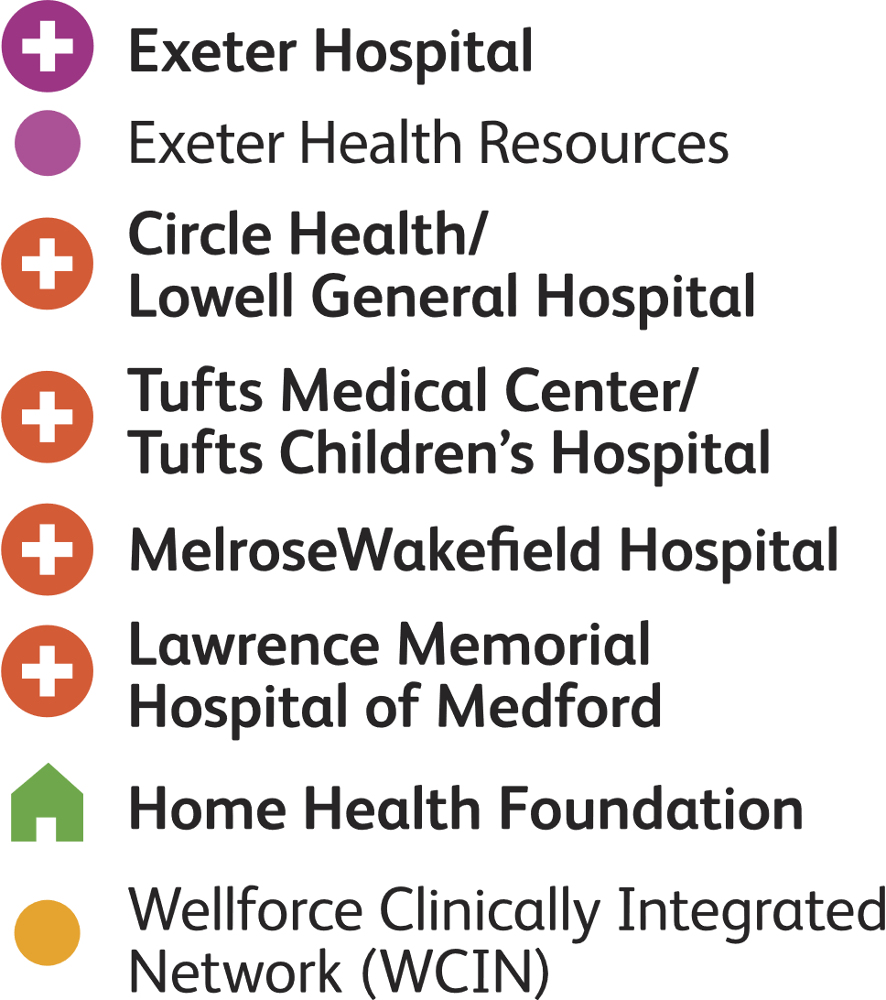 Exeter Hospital
Exeter Health Resources
Circle Health/
Lowell General Hospital
Tufts Medical Center/
Tufts Children’s Hospital
MelroseWakefield Hospital
Lawrence Memorial
Hospital of Medford
Home Health Foundation
Wellforce Clinically Integrated
Network (WCIN)